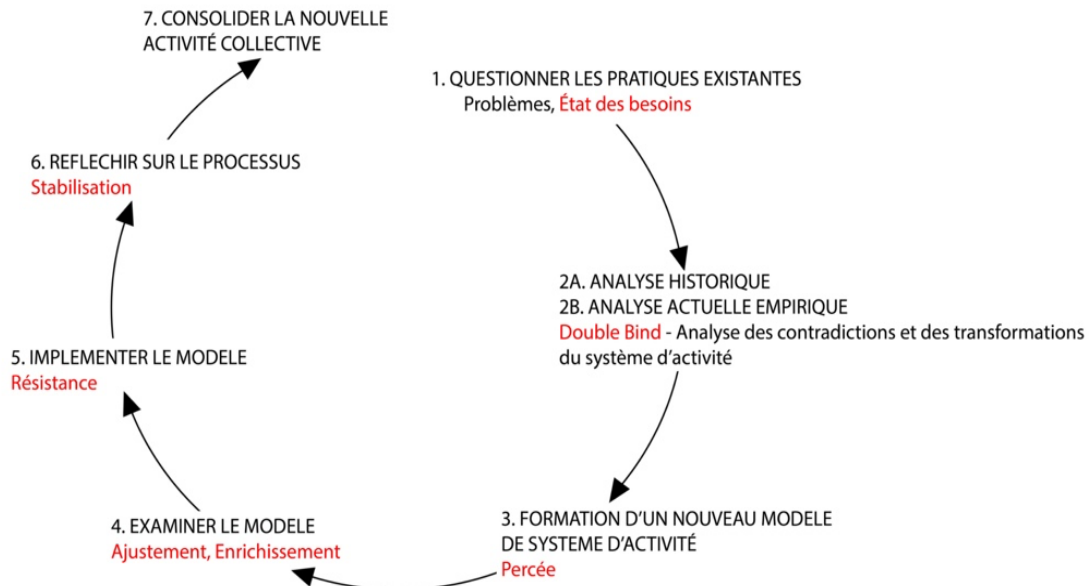 7. CONSOLIDER LA NOUVELLE
ACTIVITÉ COLLECTIVE
1. QUESTIONNER LES PRATIQUES EXISTANTES
Problèmes, État des besoins
2A. ANALYSE HISTORIQUE
2B. ANALYSE ACTUELLE EMPIRIQUE
Double Bind - Analyse des contradictions et des transformations
du système d'activité
3. FORMATION D'UN NOUVEAU MODELE
DE SYSTEME D'ACTIVITÉ
Percée
4. EXAMINER LE MODELE
Ajustement, Enrichissement
5. IMPLEMENTER LE MODELE
Résistance
6. REFLECHIR SUR LE PROCESSUS
Stabilisation